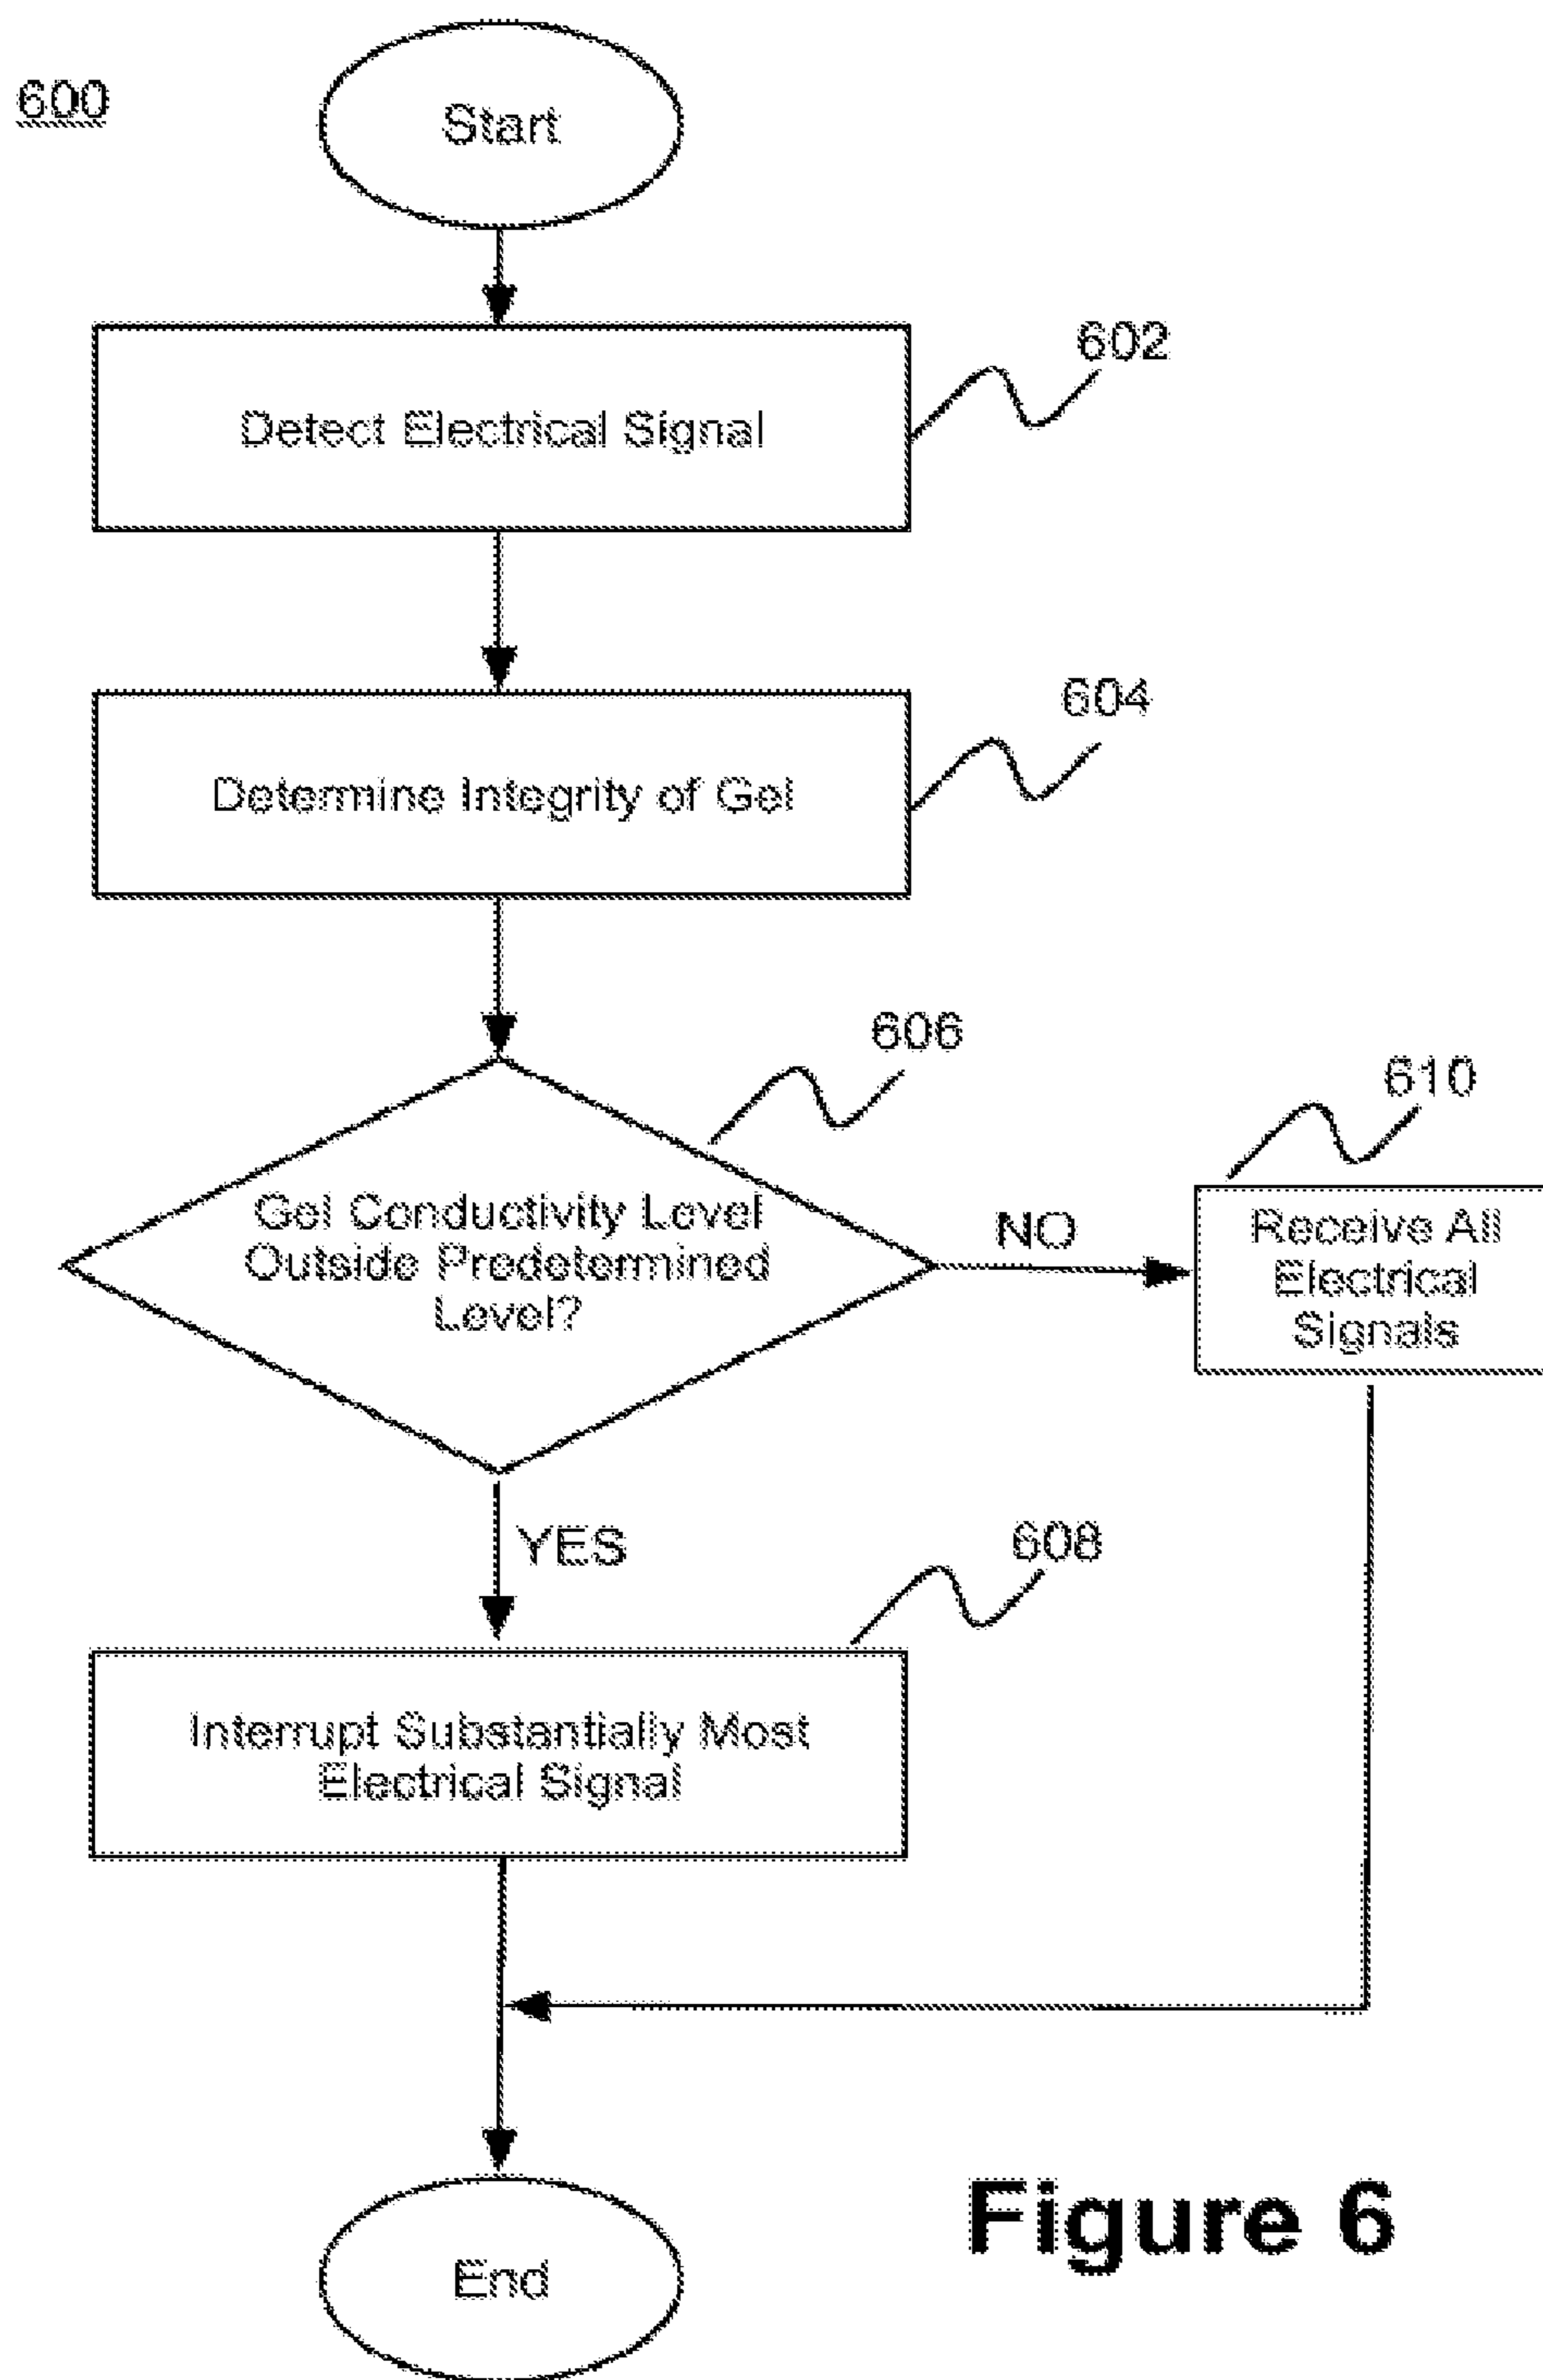 600
Start
602
Detect Electrical Signal
604
Determine Integrity of Gel
606
Gel Conductivity Level
Outside Predetermined
Level?
NO
610
Receive All
Electrical
Signals
YES
608
Interrupt Substantially Most
Electrical Signal
End
Figure 6